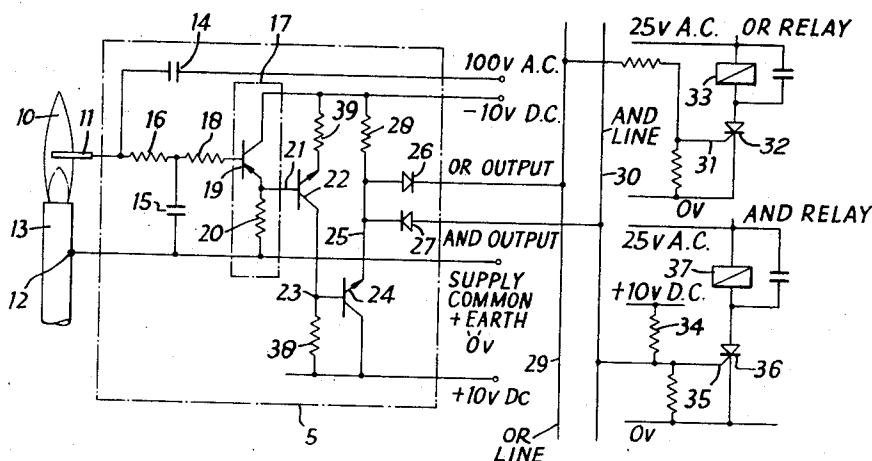 14
17
100v A.C.
-10v D.C.
10
11
16
18
39
28
26
OR OUTPUT
19
21
22
15
13
20
25
27
AND OUTPUT
12
23
24
SUPPLY
COMMON
+ EARTH
"0v
38
+10v DC
5
29
OR
LINE
AND
LINE
30
25v A.C.
OR RELAY
33
31
32
0v
AND RELAY
25v A.C.
37
+10v D.C.
34
36
35
0v